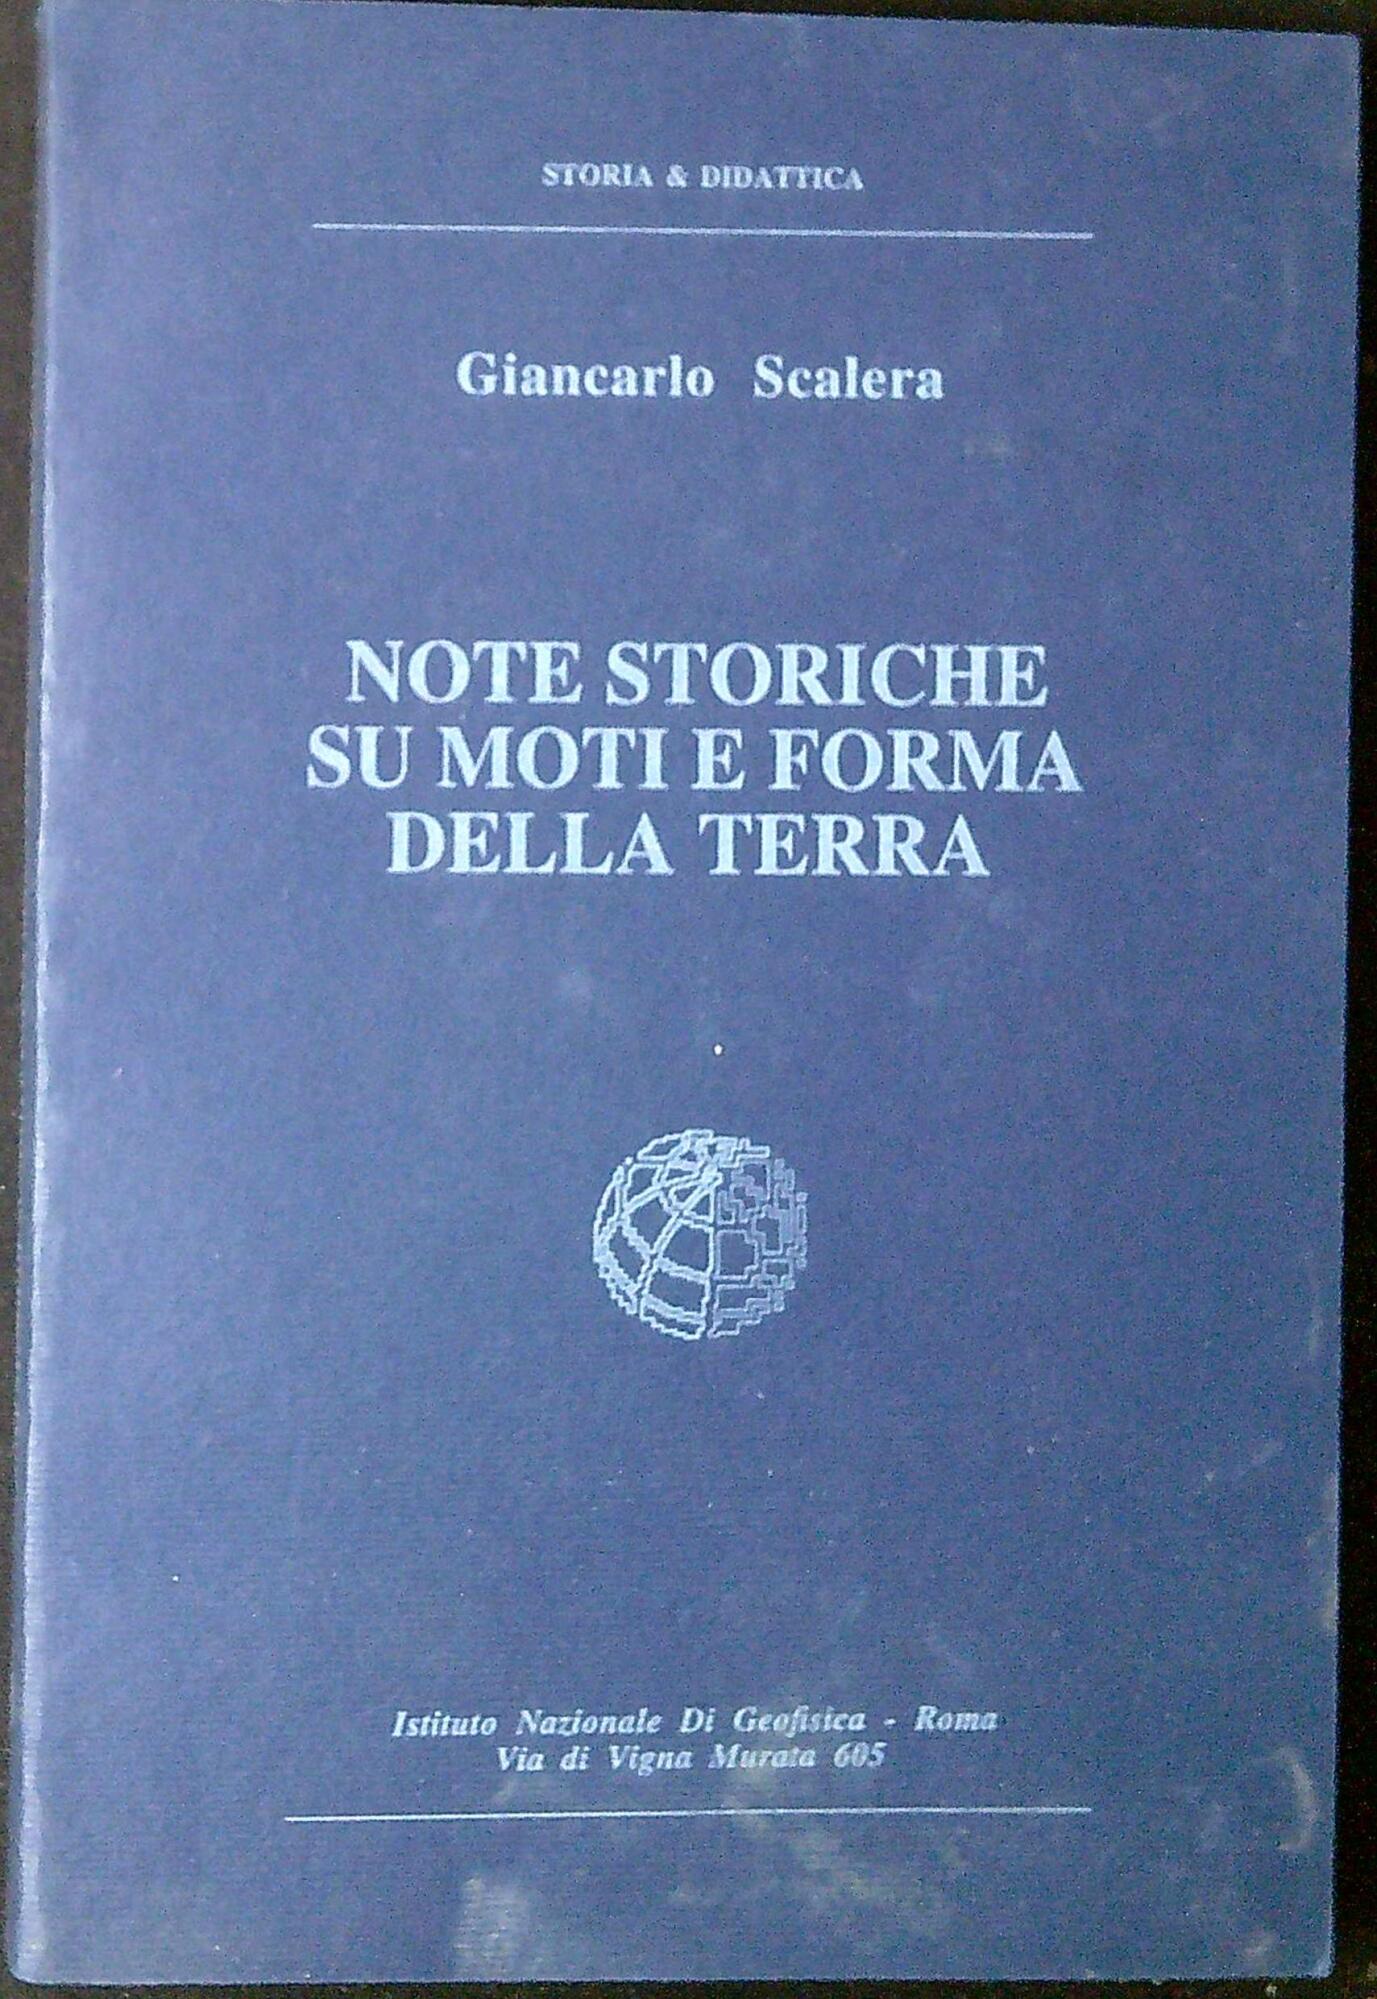 STORIA & DIDATTICA
Giancarlo Scalera
NOTE STORICHE
SU MOTI E FORMA
DELLA TERRA
Istituto Nazionale Di Geofisica - Roma
Via di Vigna Murata 605